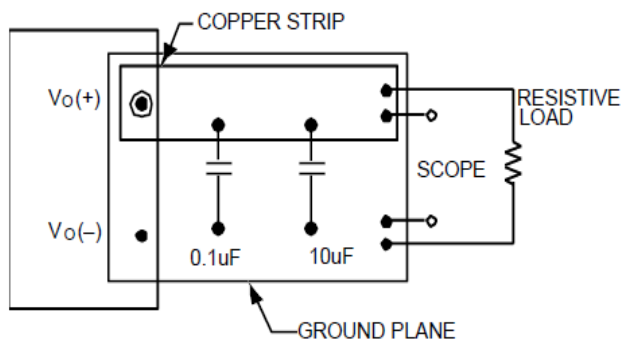 COPPER STRIP
VO(+)
RESISTIVE
LOAD
SCOPE
VO(–)
0.1uF
10uF
GROUND PLANE